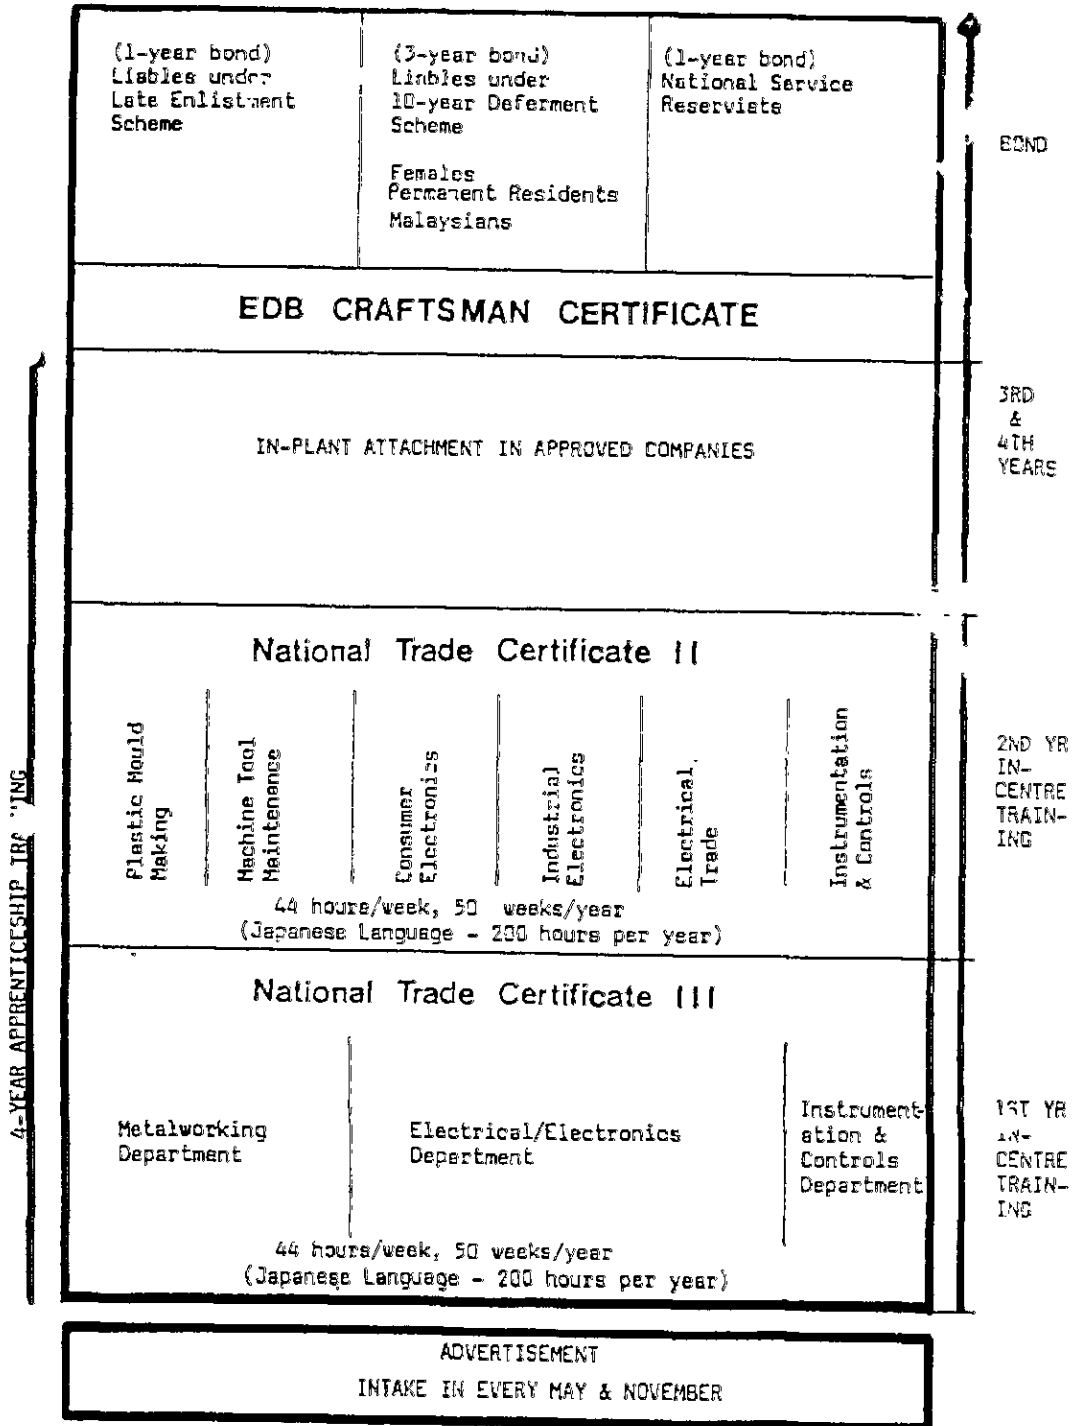 (1-year bond)
Liables under
Late Enlistment
Scheme
(3-year bond)
Liables under
10-year Deferment
Scheme
Females
Permanent Residents
Malaysians
(1-year bond)
National Service
Reservists
BOND
EDB CRAFTSMAN CERTIFICATE
IN-PLANT ATTACHMENT IN APPROVED COMPANIES
3RD
&
4TH
YEARS
National Trade Certificate II
Plastic Mould
Making
Machine Tool
Maintenance
Consumer
Electronics
Industrial
Electronics
Electrical
Trade
Instrumentation
& Controls
44 hours/week, 50 weeks/year
(Japanese Language - 200 hours per year)
2ND YR
IN-
CENTRE
TRAIN-
ING
National Trade Certificate III
Metalworking
Department
Electrical/Electronics
Department
Instrument-
ation &
Controls
Department
44 hours/week, 50 weeks/year
(Japanese Language - 200 hours per year)
1ST YR
IN-
CENTRE
TRAIN-
ING
4-YEAR APPRENTICESHIP
ADVERTISEMENT
INTAKE IN EVERY MAY & NOVEMBER